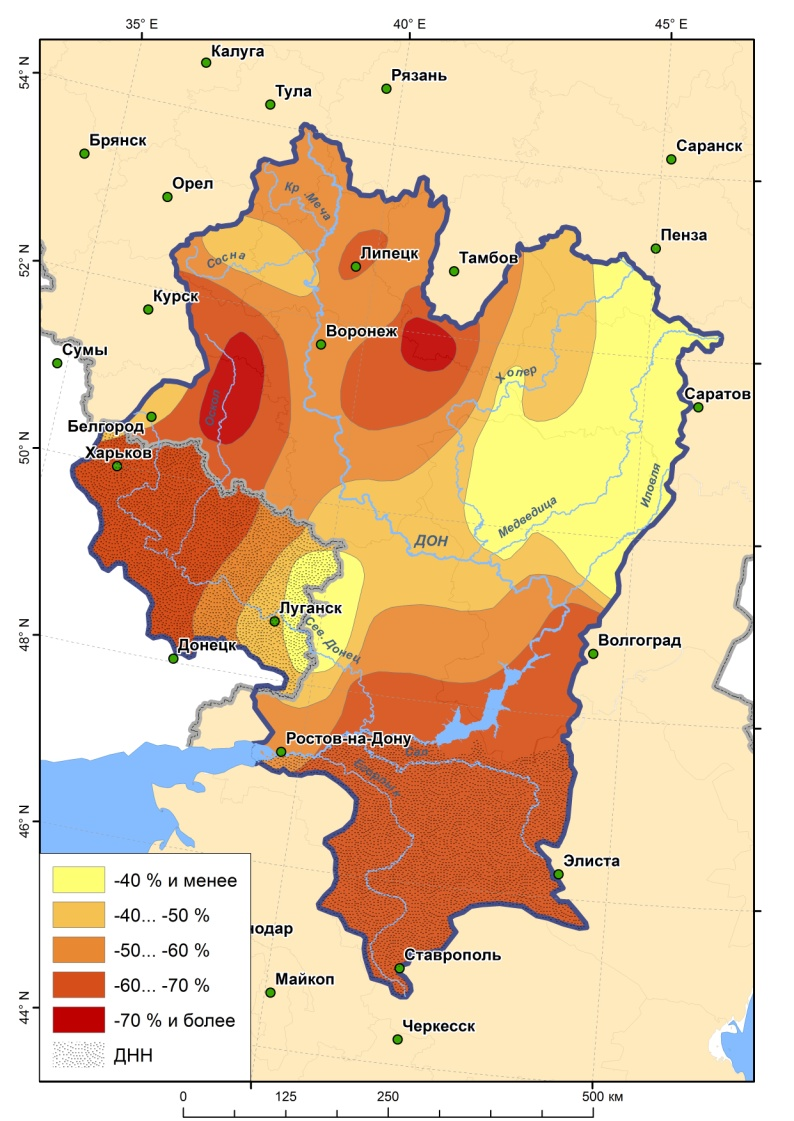 35° E
40° E
45° E
54° N
52° N
50° N
48° N
46° N
44° N
Калуга
Рязань
Тула
Брянск
Саранск
Орел
Кр. Меча
Пенза
Сосна
Липецк
Тамбов
Курск
Воронеж
Сумы
Хопер
Саратов
Оскол
Белгород
Харьков
Иловля
Медведица
ДОН
Луганск
Сев. Донец
Донецк
Волгоград
Ростов-на-Дону
Сал
Элиста
-40 % и менее
-40... -50 %
-50... -60 %
-60... -70 %
-70 % и более
ДНН
нодар
Ставрополь
Майкоп
Черкесск
0 125 250 500 км